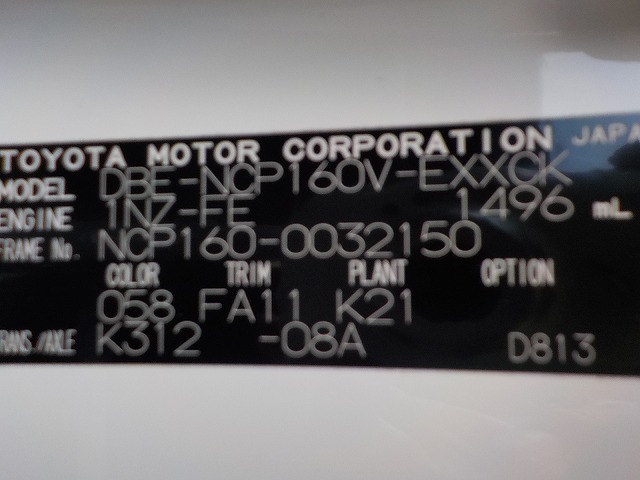 TOYOTA MOTOR CORPORATION JAPAN
MODEL DBE-NCP160V-EXXCK
ENGINE 1NZ-FE 1496 mL
FRAME No. NCP160-0032150
COLOR TRIM PLANT OPTION
058 FA11 K21
TRANS./AXLE K312 -08A D813